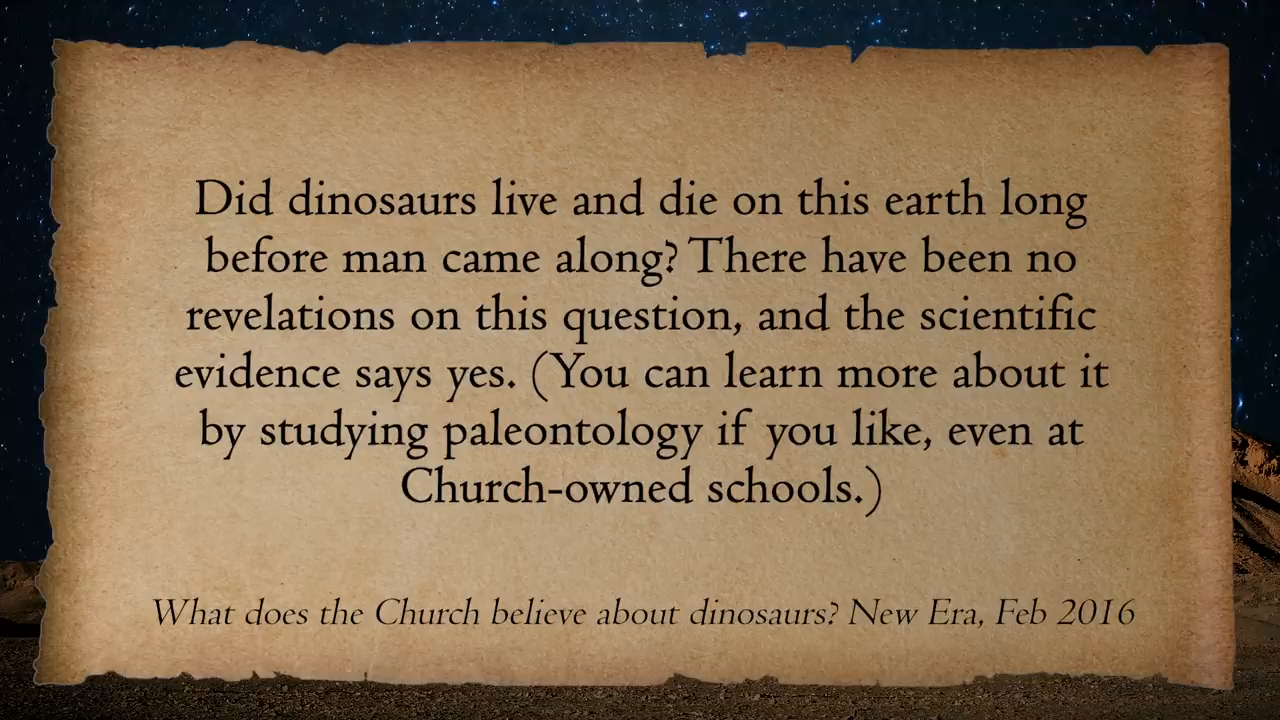 Did dinosaurs live and die on this earth long
before man came along? There have been no
revelations on this question, and the scientific
evidence says yes. (You can learn more about it
by studying paleontology if you like, even at
Church-owned schools.)
What does the Church believe about dinosaurs? New Era, Feb 2016